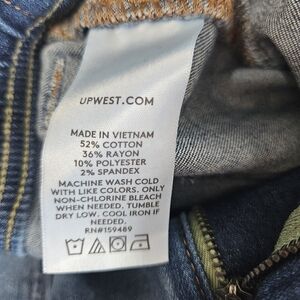 UPWEST.COM
MADE IN VIETNAM
52% COTTON
36% RAYON
10% POLYESTER
2% SPANDEX
MACHINE WASH COLD
WITH LIKE COLORS. ONLY
NON-CHLORINE BLEACH
WHEN NEEDED, TUMBLE
DRY LOW. COOL IRON IF
NEEDED.
RN#159489